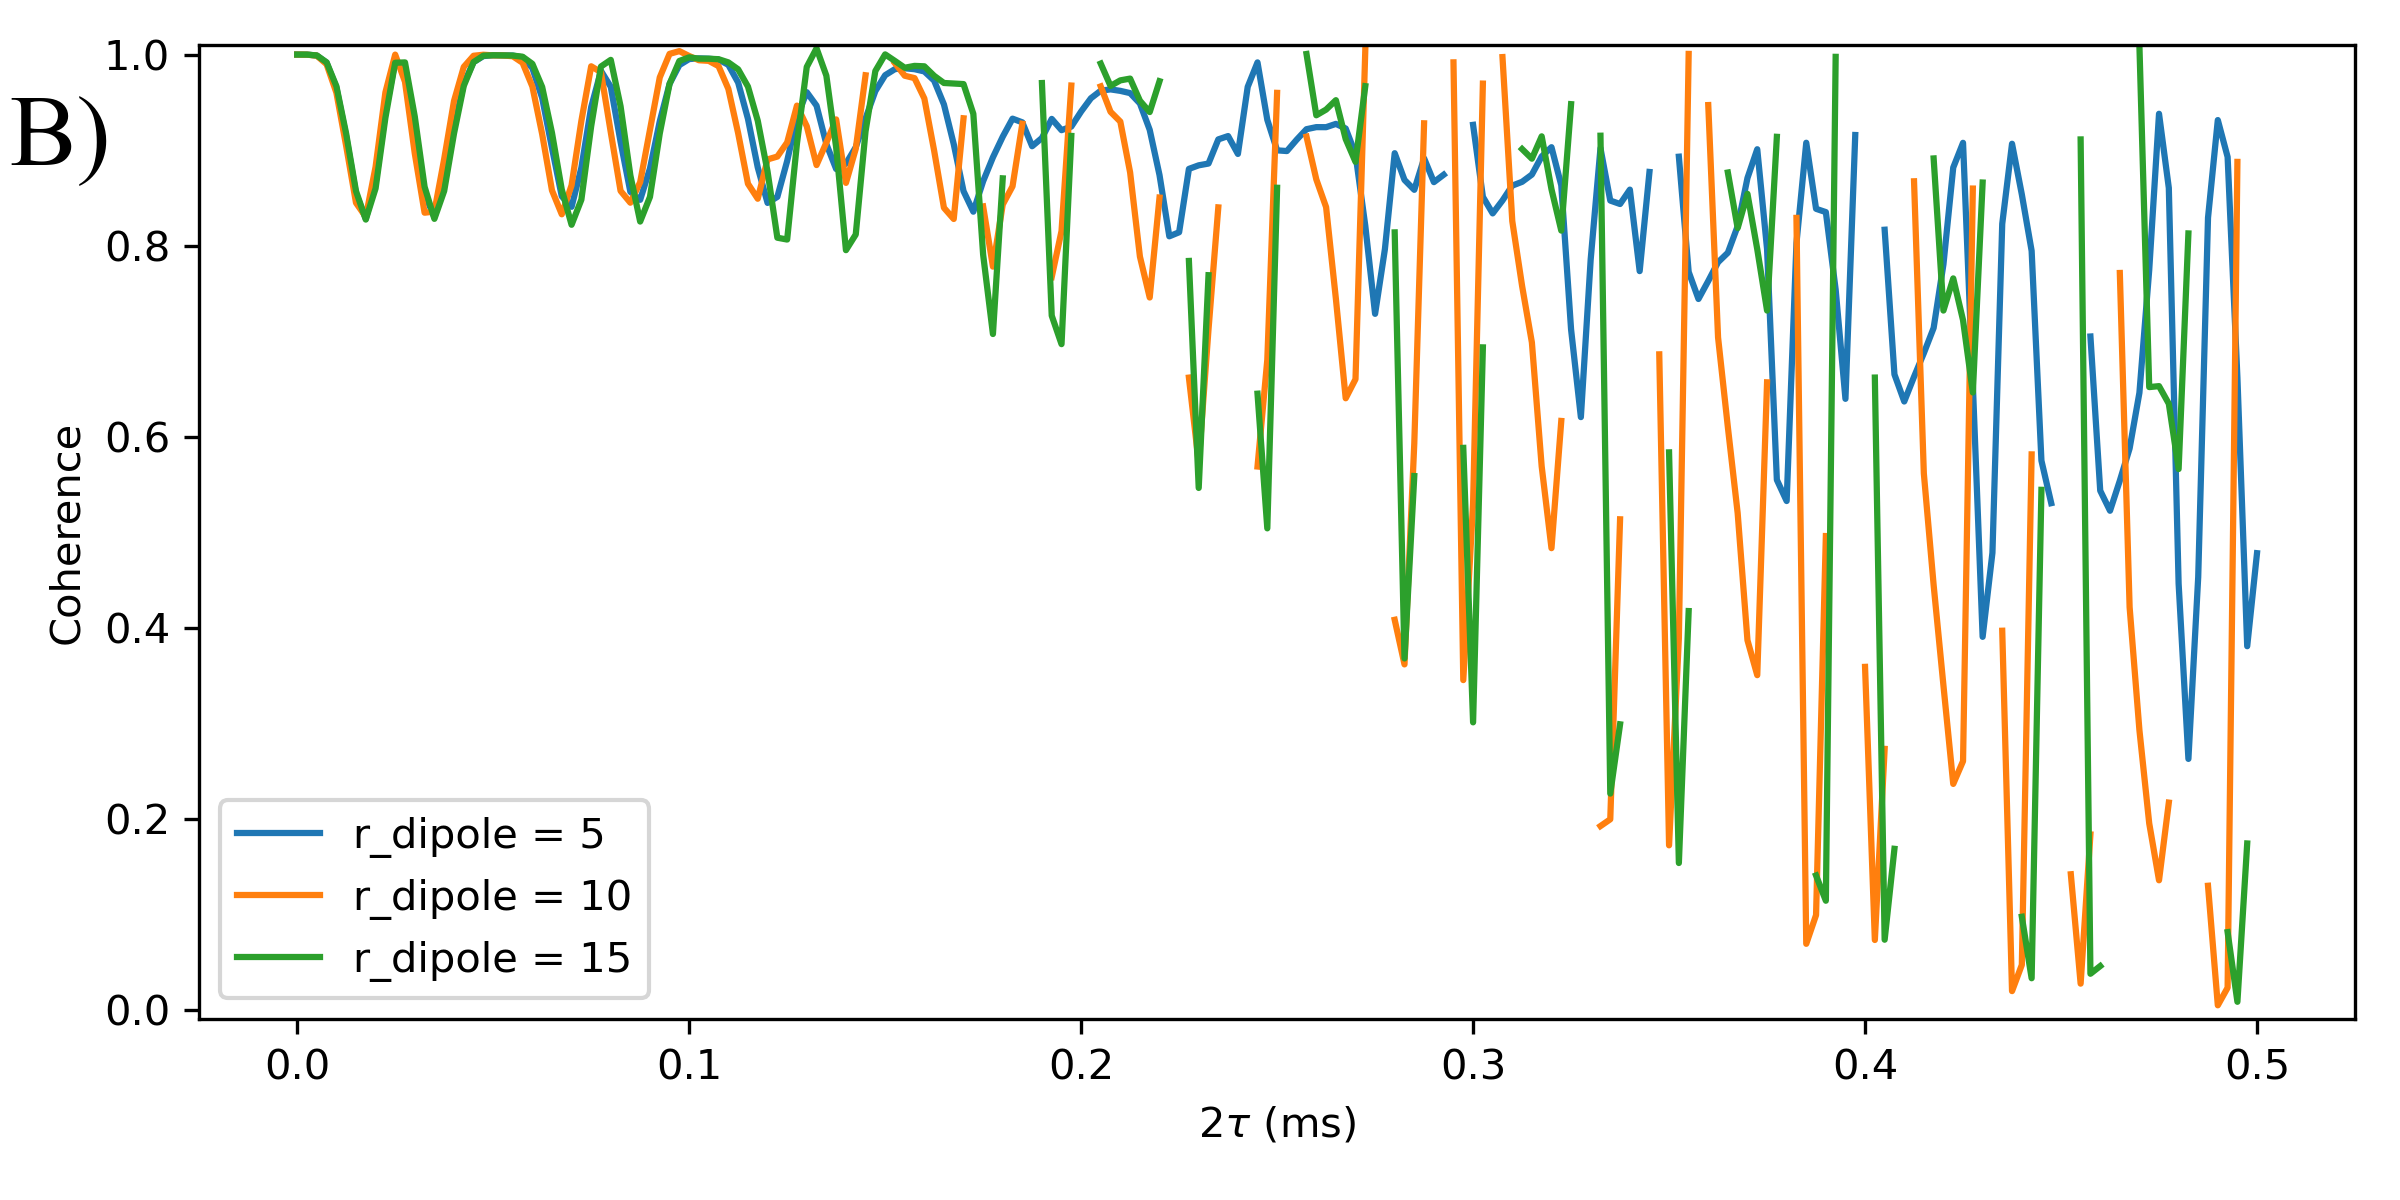 B)
1.0
0.8
0.6
0.4
0.2
0.0
Coherence
r_dipole = 5
r_dipole = 10
r_dipole = 15
0.0 0.1 0.2 0.3 0.4 0.5
2τ (ms)